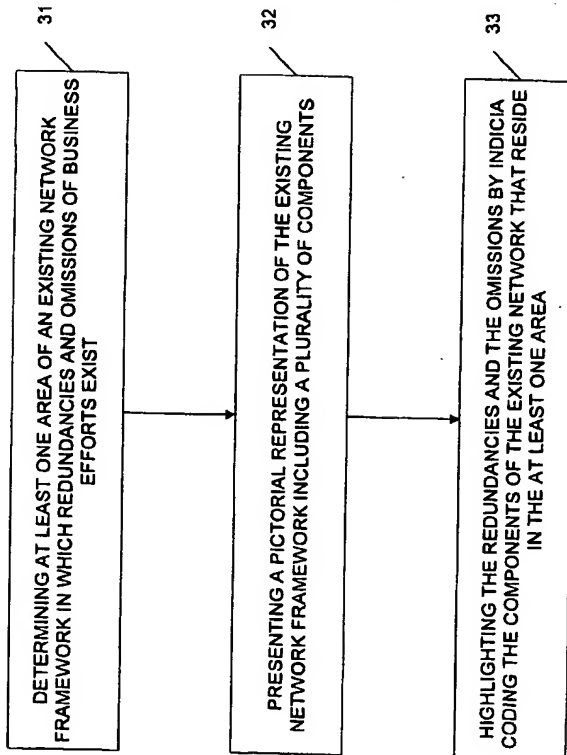 31
DETERMINING AT LEAST ONE AREA OF AN EXISTING NETWORK
FRAMEWORK IN WHICH REDUNDANCIES AND OMISSIONS OF BUSINESS
EFFORTS EXIST
32
PRESENTING A PICTORIAL REPRESENTATION OF THE EXISTING
NETWORK FRAMEWORK INCLUDING A PLURALITY OF COMPONENTS
33
HIGHLIGHTING THE REDUNDANCIES AND THE OMISSIONS BY INDICIA
CODING THE COMPONENTS OF THE EXISTING NETWORK THAT RESIDE
IN THE AT LEAST ONE AREA